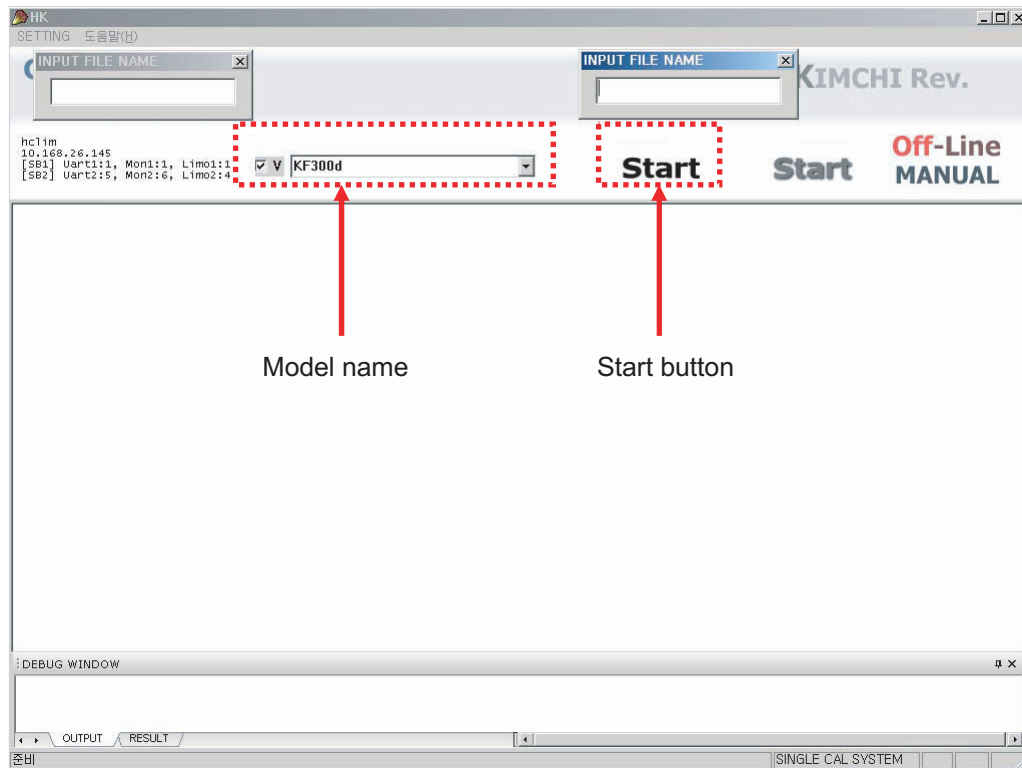 HK
SETTING 도움말(H)
INPUT FILE NAME
INPUT FILE NAME
KIMCHI Rev.
hclim
10.168.26.145
[SB1] Uart1:1, Mon1:1, Limo1:1
[SB2] Uart2:5, Mon2:6, Limo2:4
V KF300d
Start
Start
Off-Line
MANUAL
Model name
Start button
DEBUG WINDOW
OUTPUT RESULT
준비
SINGLE CAL SYSTEM